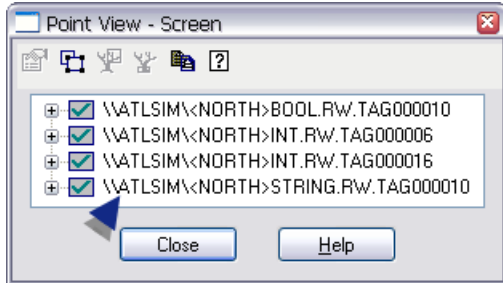 Point View - Screen
\\ATLSIM\<NORTH>BOOL.RW.TAG000010
\\ATLSIM\<NORTH>INT.RW.TAG000006
\\ATLSIM\<NORTH>INT.RW.TAG000016
\\ATLSIM\<NORTH>STRING.RW.TAG000010
Close Help